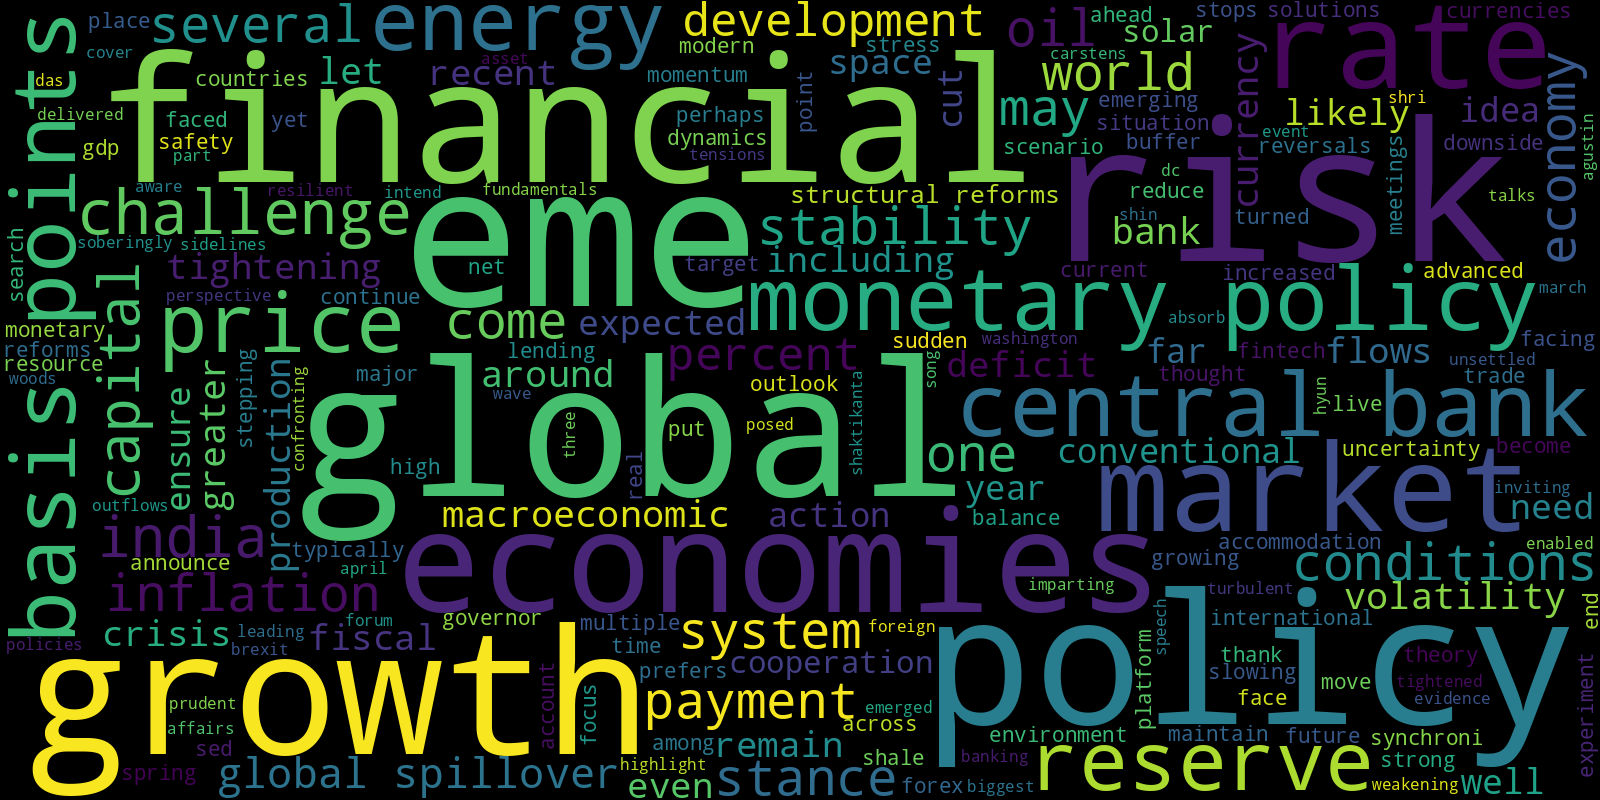 place
several
energy
development
oil
ahead
stops
solutions
currencies
cover
modern
stress
solar
rate
asset
carstens
das
countries
let
recent
momentum
space
cut
world
points
basis points
financial
delivered
faced
yet
perhaps
point
may
emerging
currency
likely
shri
idea
economy
gdp
safety
part
dynamics
tensions
situation
buffer
scenario
event
reversals
downside
agustin
risk
meetings
aware
resilient
intend
fundamentals
structural reforms
dc
reduce
talks
challenge
eme
stability
shin
bank
turned
soberingly
sidelines
search
tightening
net
target
including
current
increased
advanced
capital
perspective
continue
monetary policy
march
price
come
expected
absorb
monetary
reforms
resource
woods
sudden
washington
facing
percent
deficit
far
fintech
flows
unsettled
lending
around
song
thought
trade
stepping
production
major
confronting
wave
outlook
shaktikanta
central bank
hyun
live
ensure
greater
global
three
put
posed
one
conventional
uncertainty
become
high
real
year
market
inviting
need
outflows
macroeconomic
action
balance
india
typically
economies
growing
accommodation
enabled
conditions
announce
april
imparting
turbulent
volatility
end
inflation
forum
governor
multiple
system
foreign
policy
speech
international
crisis
leading
fiscal
brexit
policies
time
cooperation
prefers
platform
thank
theory
slowing
move
tightened
growth
account
focus
payment
emerged
face
evidence
experiment
prudent
affairs
across
sed
among
remain
shale
environment
maintain
future
synchroni
banking
strong
spring
global spillover
highlight
even
stance
forex
biggest
reserve
weakening
well